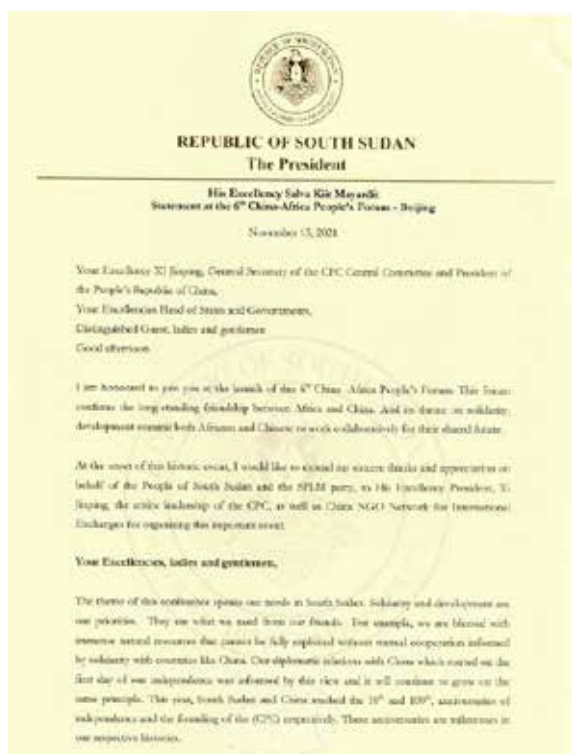 REPUBLIC OF SOUTH SUDAN
The President
His Excellency Salva Kiir Mayardit
Statement at the 6th China-Africa People's Forum - Beijing
November 15, 2021
Your Excellency XI Jinping, General Secretary of the CPC Central Committee and President of
the People's Republic of China,
Your Excellencies Head of States and Governments,
Distinguished Guest, ladies and gentlemen
Good afternoon
I am honoured to join you at the launch of this 6th China Africa People's Forum. This Forum
confirms the long-standing friendship between Africa and China. And its theme on solidarity,
development commit both Africans and Chinese to work collaboratively for their shared future
At the onset of this historic event, I would like to extend my sincere thanks and appreciation on
behalf of the People of South Sudan and the SPLM party, to His Excellency President, Xi
Jinping, the entire leadership of the CPC, as well as China NGO Network for International
Exchanges for organising this important event
Your Excellencies, ladies and gentlemen,
The theme of this conference speaks our needs in South Sudan. Solidarity and development are
our priorities. They are what we need from our friends. For example, we are blessed with
immense natural resources that cannot be fully exploited without mutual cooperation informed
by solidarity with countries like China. Our diplomatic relations with China which started on the
first day of our independence was informed by this view and it will continue to grow on the
same principle. This year, South Sudan and China marked the 10th and 100th, anniversaries of
independence and the founding of the (CPC) respectively. These anniversaries are milestones in
our respective histories.